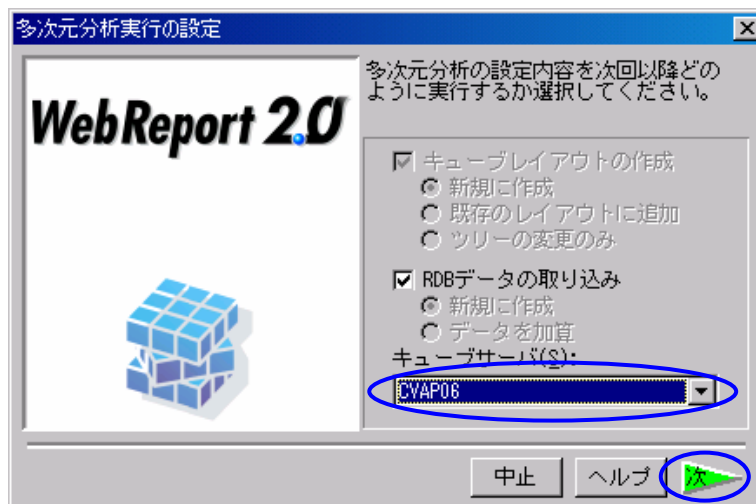 多次元分析実行の設定
多次元分析の設定内容を次回以降どの
ように実行するか選択してください。
WebReport 2.0
キューブレイアウトの作成
新規に作成
既存のレイアウトに追加
ツリーの変更のみ
RDBデータの取り込み
新規に作成
データを加算
キューブサーバ(S):
CYAP06
中止
ヘルプ
次